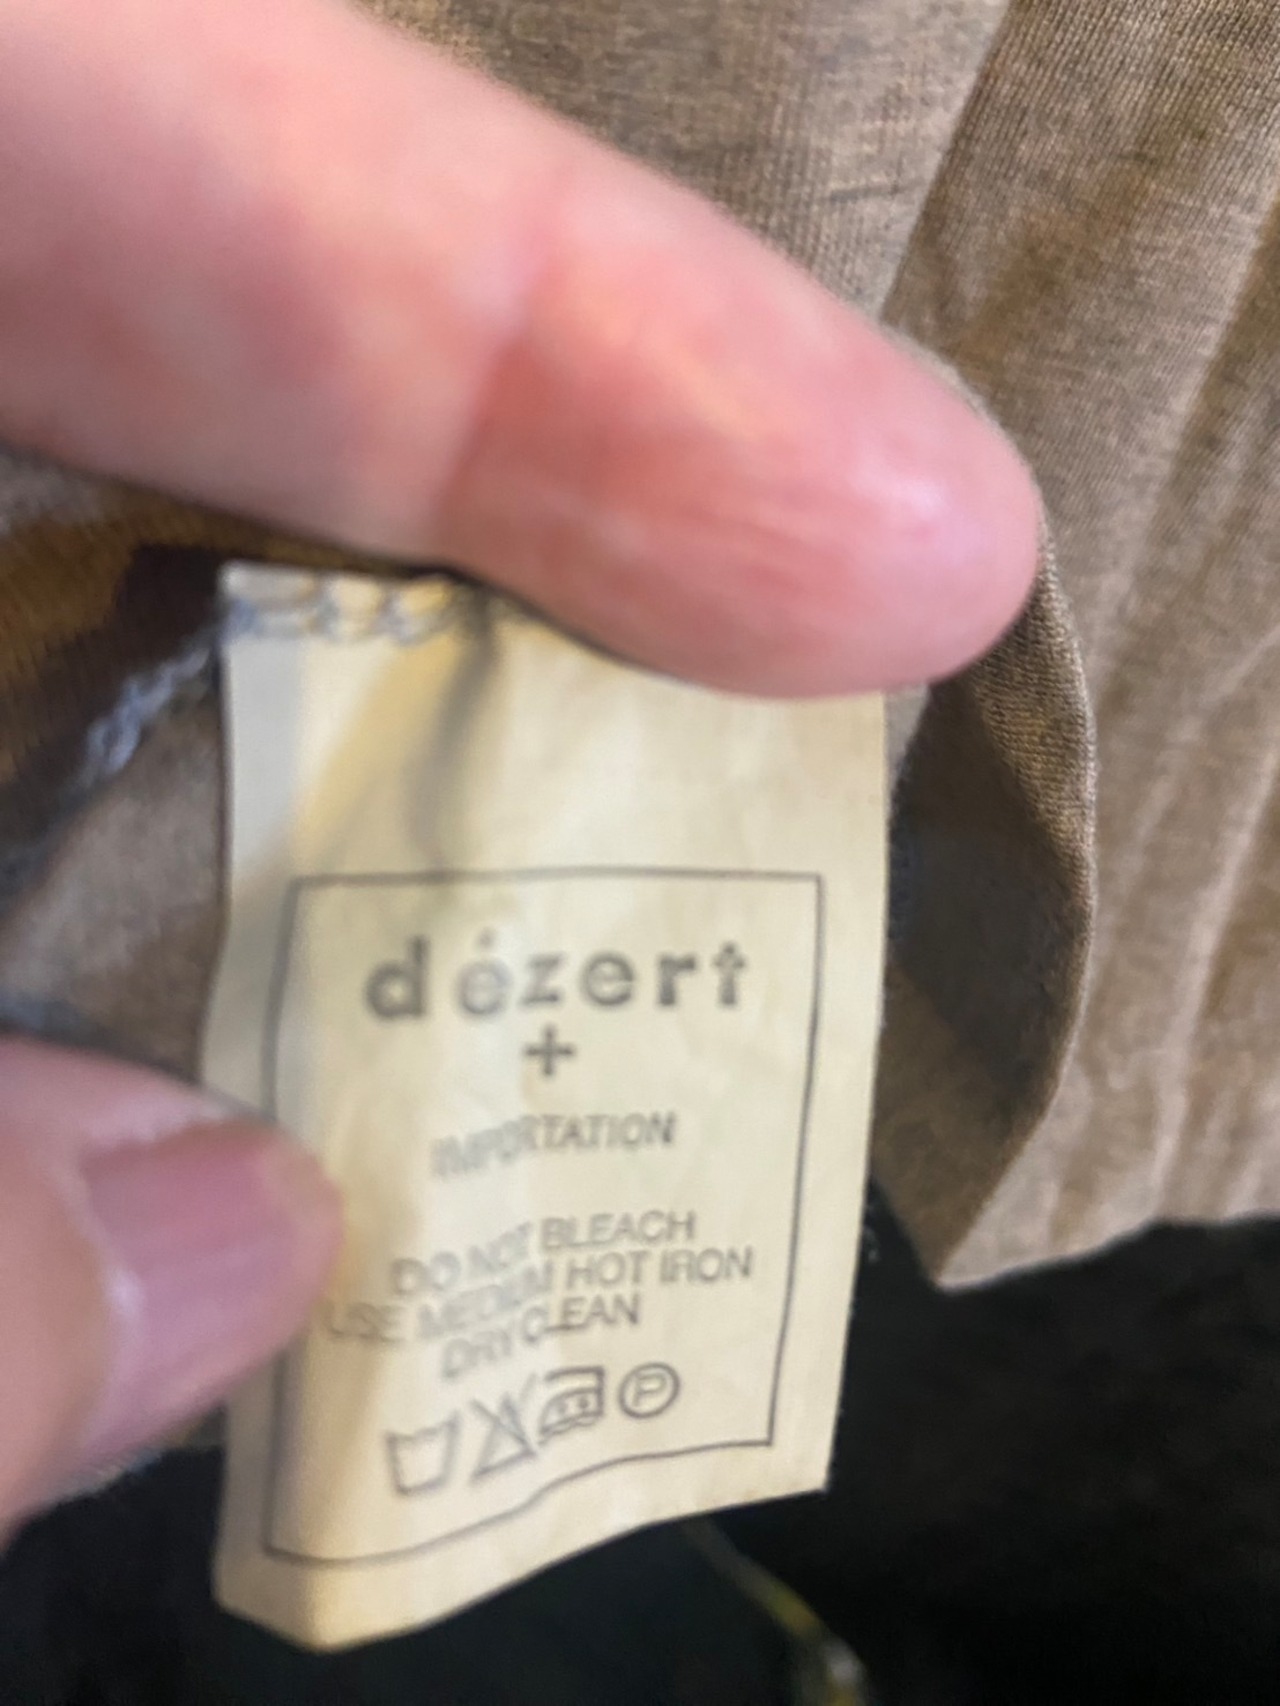 dézert
+
IMPORTATION
DO NOT BLEACH
USE MEDIUM HOT IRON
DRY CLEAN
P